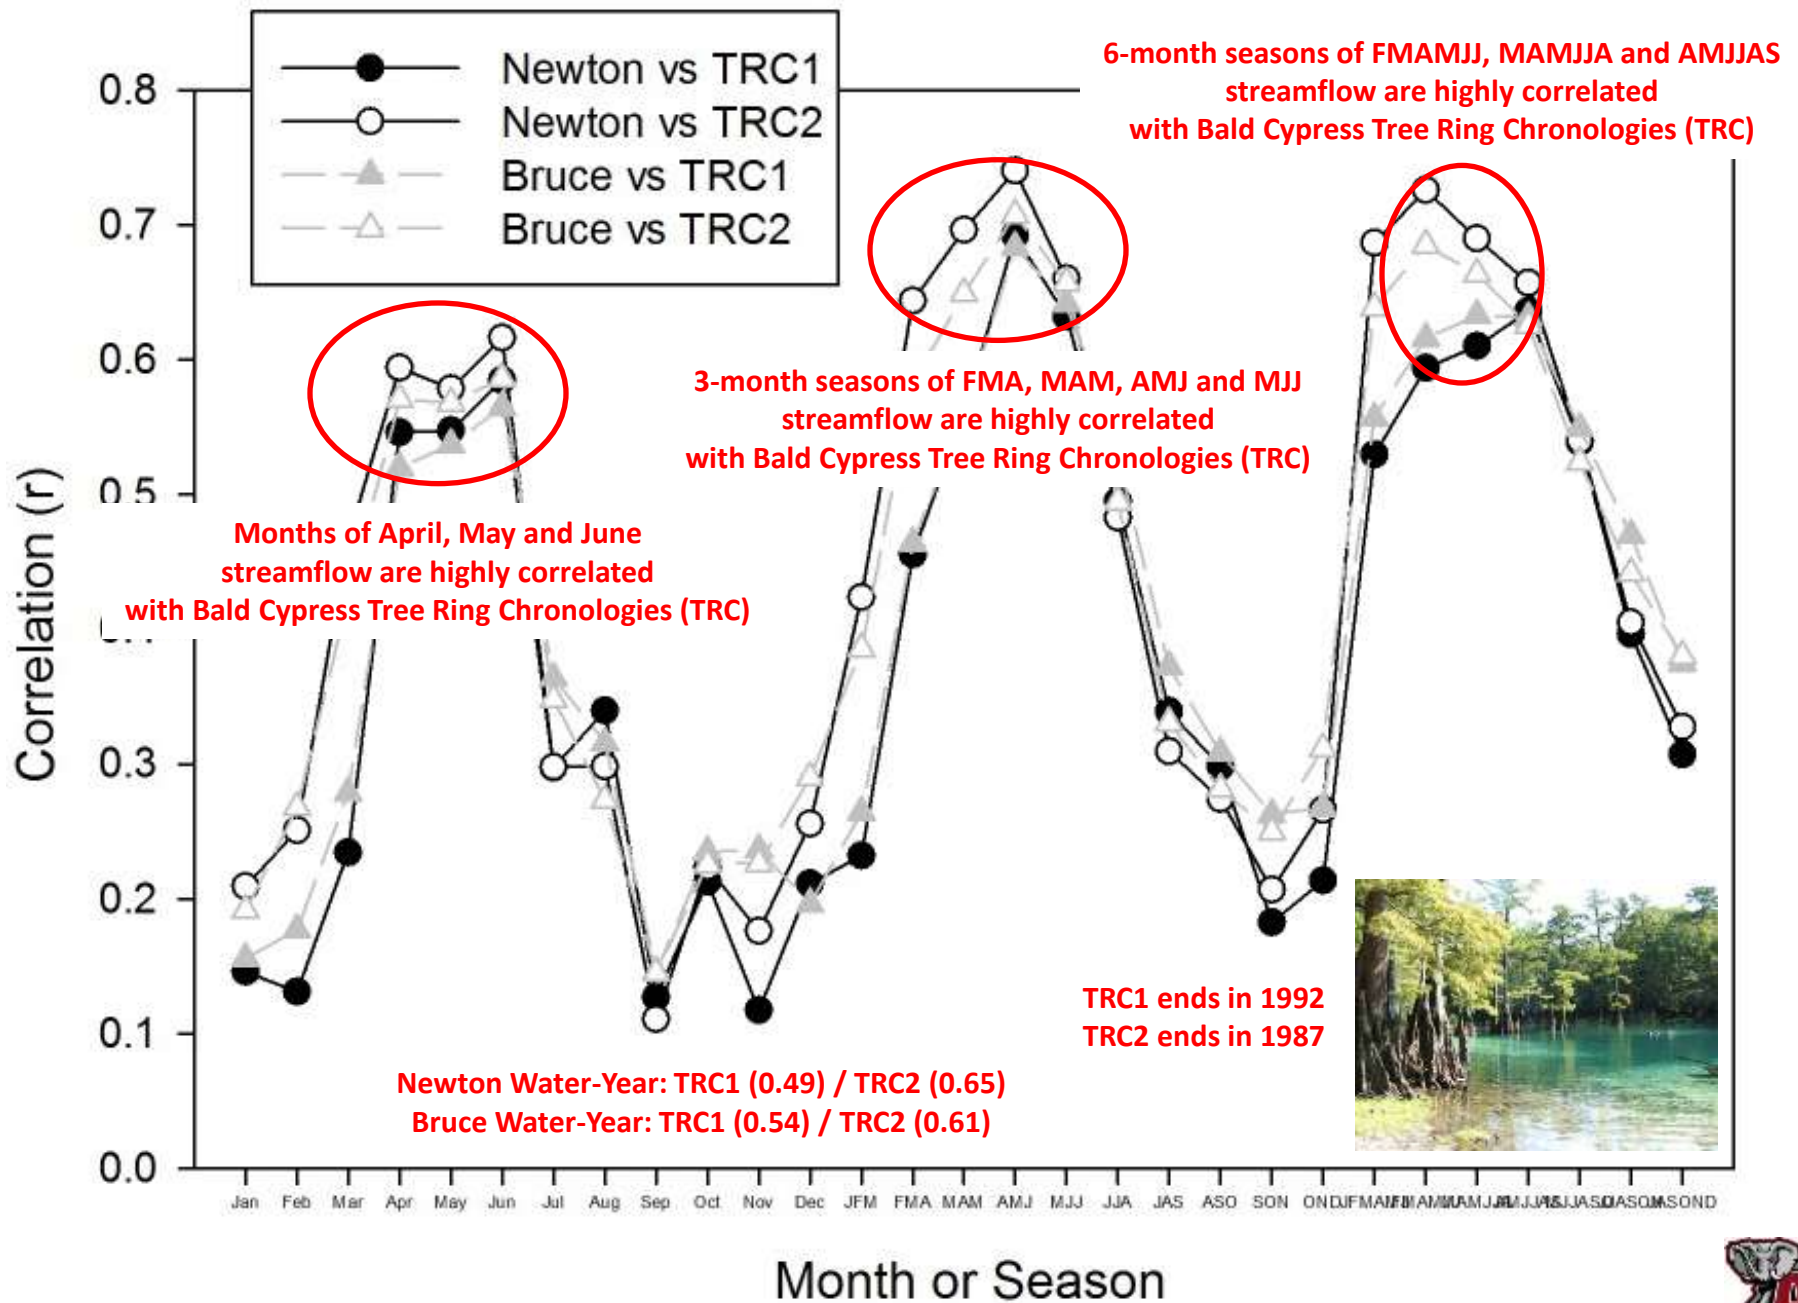 Newton vs TRC1
Newton vs TRC2
Bruce vs TRC1
Bruce vs TRC2
6-month seasons of FMAMJJ, MAMJJA and AMJJAS
streamflow are highly correlated
with Bald Cypress Tree Ring Chronologies (TRC)
3-month seasons of FMA, MAM, AMJ and MJJ
streamflow are highly correlated
with Bald Cypress Tree Ring Chronologies (TRC)
Months of April, May and June
streamflow are highly correlated
with Bald Cypress Tree Ring Chronologies (TRC)
TRC1 ends in 1992
TRC2 ends in 1987
Newton Water-Year: TRC1 (0.49) / TRC2 (0.65)
Bruce Water-Year: TRC1 (0.54) / TRC2 (0.61)
Correlation (r)
0.8
0.7
0.6
0.5
0.3
0.2
0.1
0.0
Jan Feb Mar Apr May Jun Jul Aug Sep Oct Nov Dec JFM FMA MAM AMJ MJJ JJA JAS ASO SON OND
Month or Season